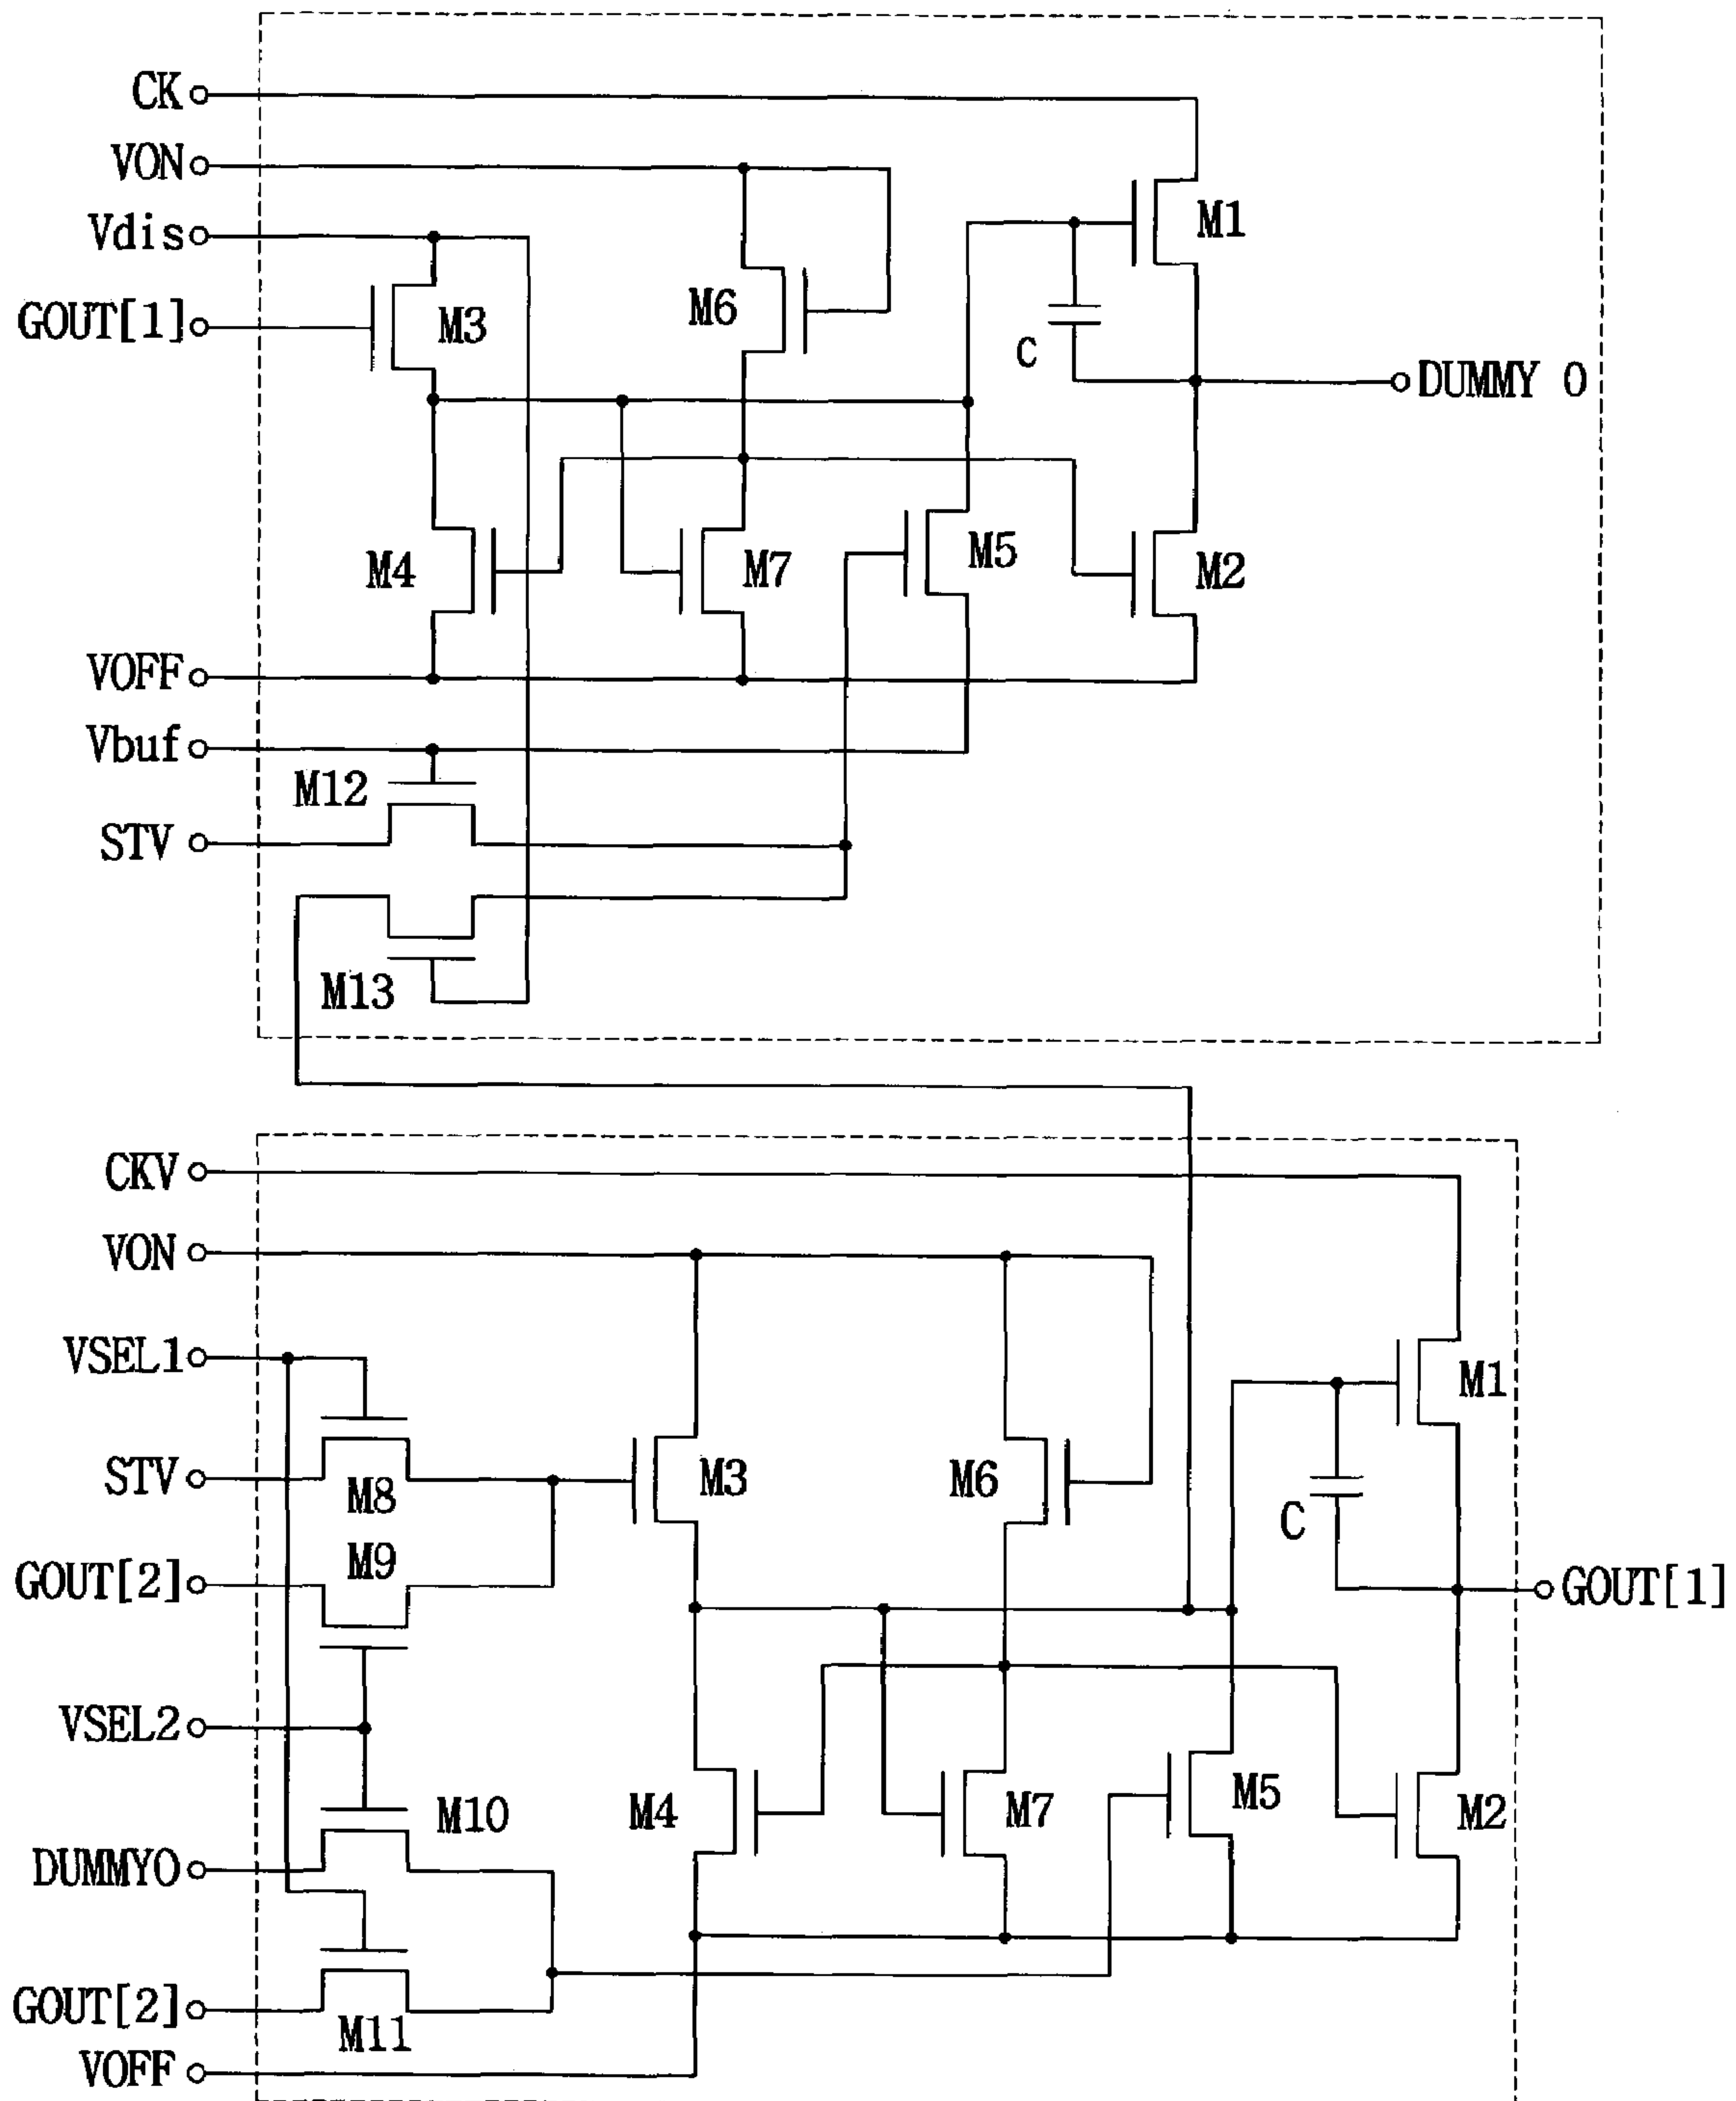 CK
VON
M1
Vdis
M6
GOUT[1]
M3
C
DUMMY 0
M4
M7
M5
M2
VOFF
Vbuf
M12
STV
M13
CKV
VON
VSEL1
M1
STV
M8
M3
M6
C
M9
GOUT[2]
GOUT[1]
VSEL2
M10
M4
M7
M5
M2
DUMMY0
GOUT[2]
M11
VOFF